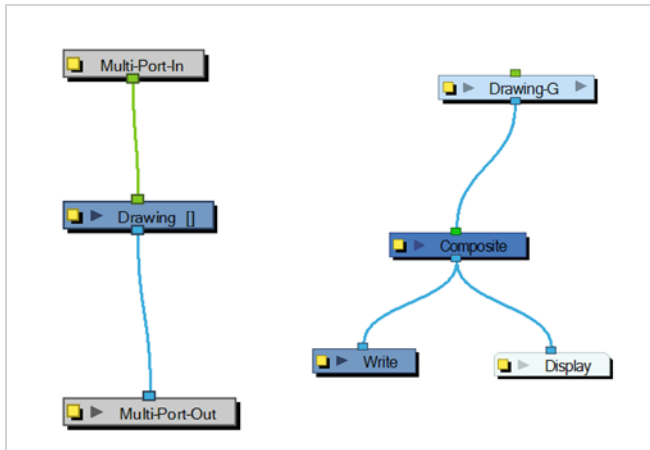 Multi-Port-In
Drawing []
Multi-Port-Out
Drawing-G
Composite
Write
Display